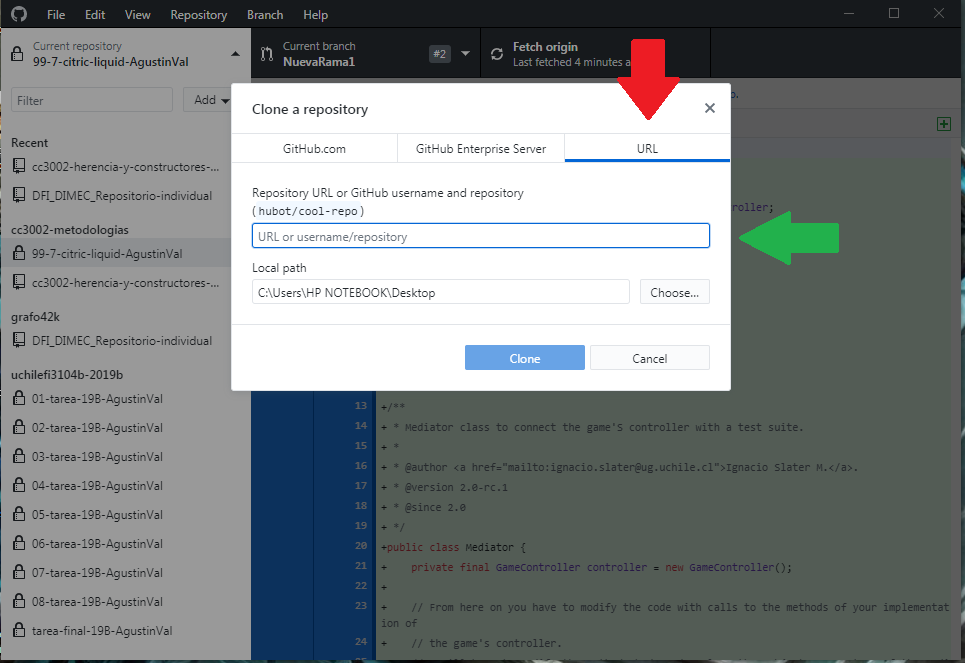 File Edit View Repository Branch Help
Current repository
99-7-citric-liquid-AgustinVal
Current branch
NuevaRama1
#2
Fetch origin
Last fetched 4 minutes a
Filter
Add
Recent
cc3002-herencia-y-constructores-...
DFI_DIMEC_Repositorio-individual
cc3002-metodologias
99-7-citric-liquid-AgustinVal
cc3002-herencia-y-constructores-...
grafo42k
DFI_DIMEC_Repositorio-individual
uchilefi3104b-2019b
01-tarea-19B-AgustinVal
02-tarea-19B-AgustinVal
03-tarea-19B-AgustinVal
04-tarea-19B-AgustinVal
05-tarea-19B-AgustinVal
06-tarea-19B-AgustinVal
07-tarea-19B-AgustinVal
08-tarea-19B-AgustinVal
tarea-final-19B-AgustinVal
Clone a repository
GitHub.com
GitHub Enterprise Server
URL
Repository URL or GitHub username and repository
(hubot/cool-repo)
URL or username/repository
Local path
C:\Users\HP NOTEBOOK\Desktop
Choose...
Clone
Cancel
roller;
13 +/**
14 + * Mediator class to connect the game'S controller with a test suite.
15 + *
16 + * @author <a href="mailto:ignacio.slater@ug.uchile.cl">Ignacio Slater M.</a>.
17 + * @version 2.0-rc.1
18 + * @since 2.0
19 + */
20 +public class Mediator {
21 + private final GameController controller = new GameController();
22 +
23 + // From here on you have to modify the code with calls to the methods of your implementat
ion of
24 + // the game's controller.